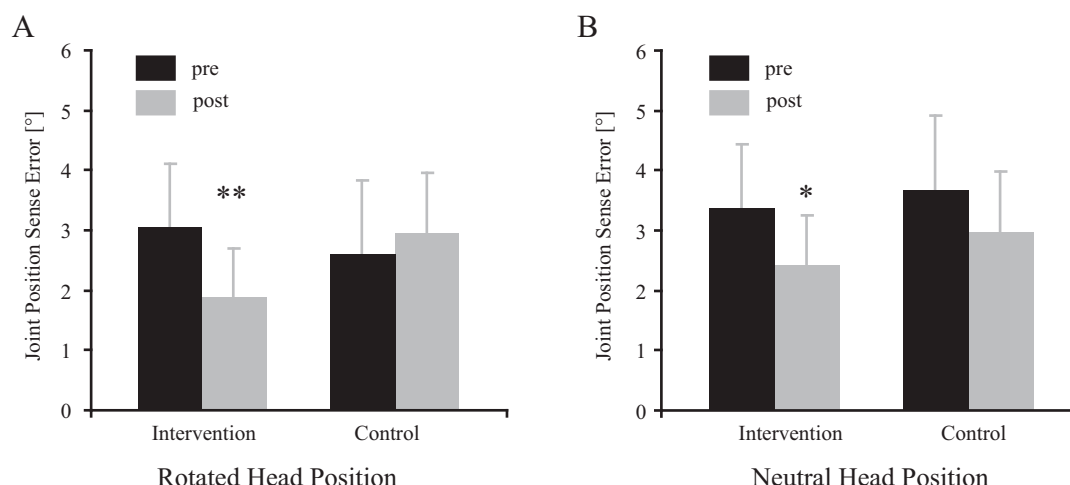 A
6
5
4
3
2
1
0
Joint Position Sense Error [°]
pre
post
**
Intervention
Control
Rotated Head Position
B
6
5
4
3
2
1
0
Joint Position Sense Error [°]
pre
post
*
Intervention
Control
Neutral Head Position